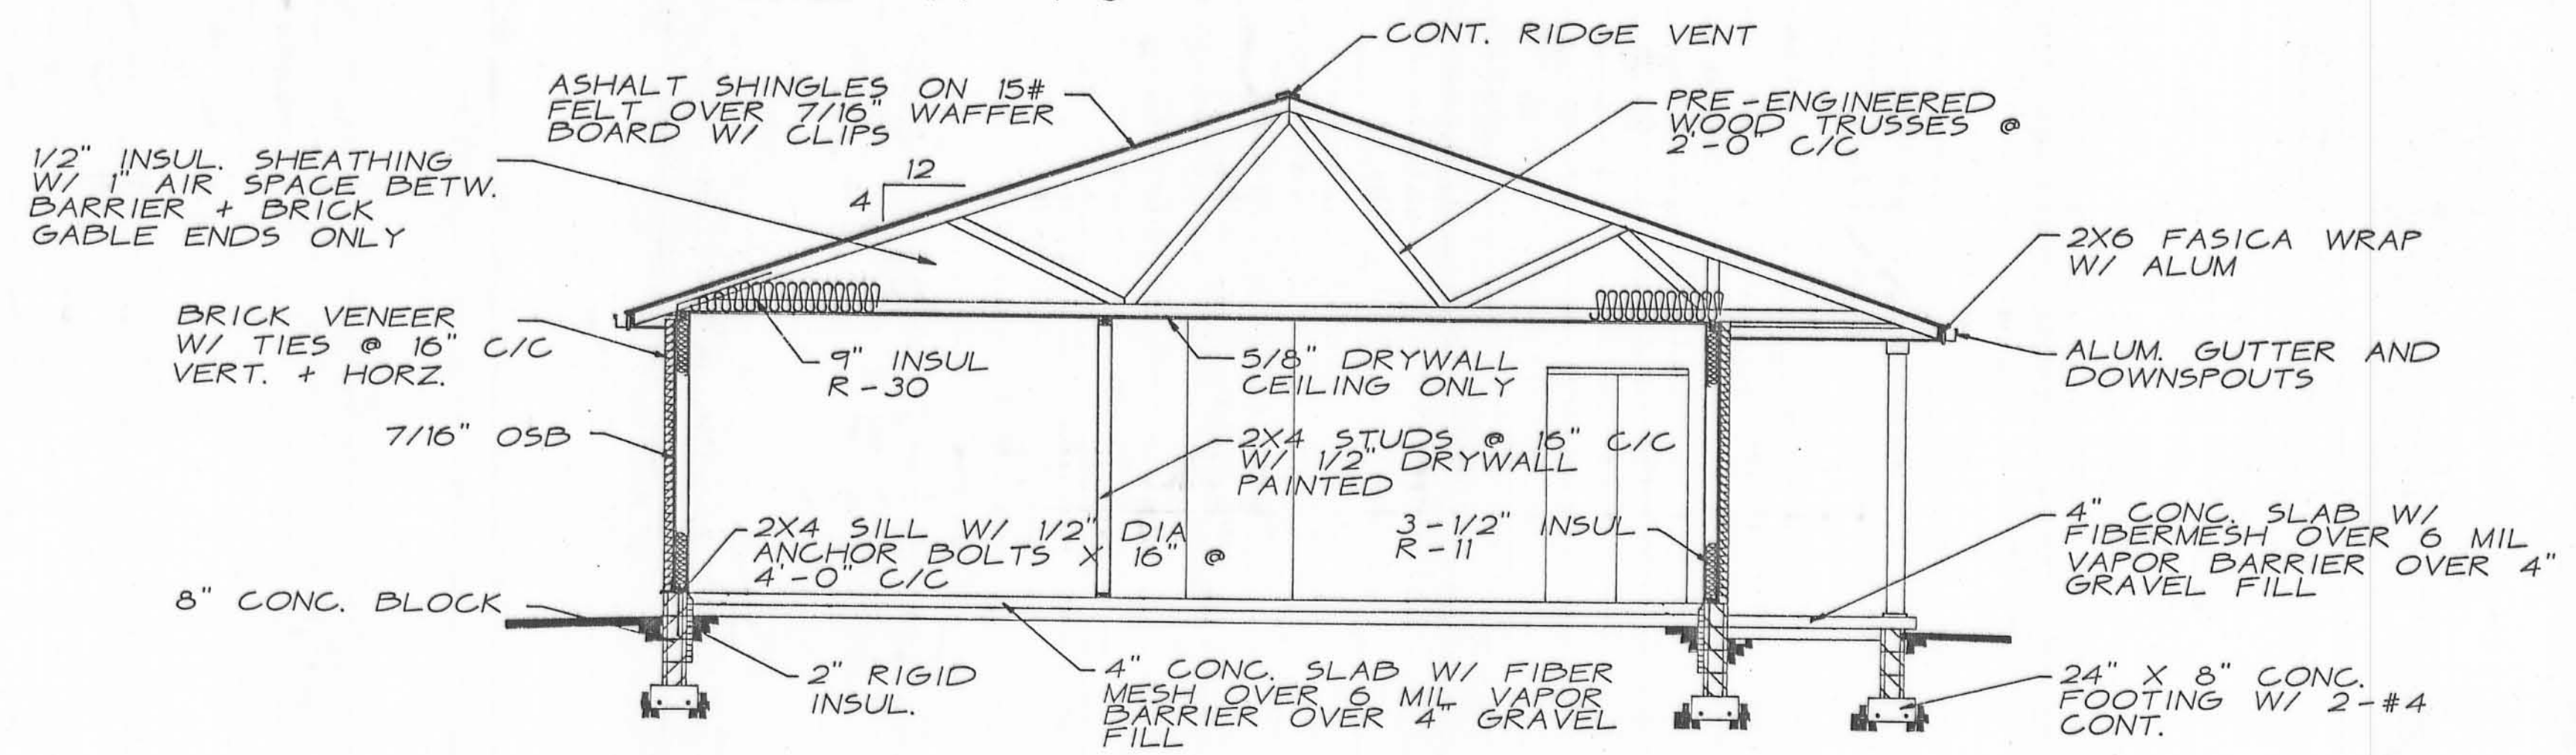 CONT. RIDGE VENT
ASHALT SHINGLES ON 15#
FELT OVER 7/16" WAFFER
BOARD W/ CLIPS
PRE-ENGINEERED
WOOD TRUSSES @
2'-0" C/C
1/2" INSUL. SHEATHING
W/ 1" AIR SPACE BETW.
BARRIER + BRICK
GABLE ENDS ONLY
12
4
2X6 FASICA WRAP
W/ ALUM
BRICK VENEER
W/ TIES @ 16" C/C
VERT. + HORZ.
9" INSUL
R-30
5/8" DRYWALL
CEILING ONLY
ALUM. GUTTER AND
DOWNSPOUTS
7/16" OSB
2X4 STUDS @ 16" C/C
W/ 1/2" DRYWALL
PAINTED
2X4 SILL W/ 1/2" DIA
ANCHOR BOLTS X 16" @
4'-0" C/C
3-1/2" INSUL
R-11
4" CONC. SLAB W/
FIBERMESH OVER 6 MIL
VAPOR BARRIER OVER 4"
GRAVEL FILL
8" CONC. BLOCK
2" RIGID
INSUL.
4" CONC. SLAB W/ FIBER
MESH OVER 6 MIL VAPOR
BARRIER OVER 4" GRAVEL
FILL
24" X 8" CONC.
FOOTING W/ 2-#4
CONT.